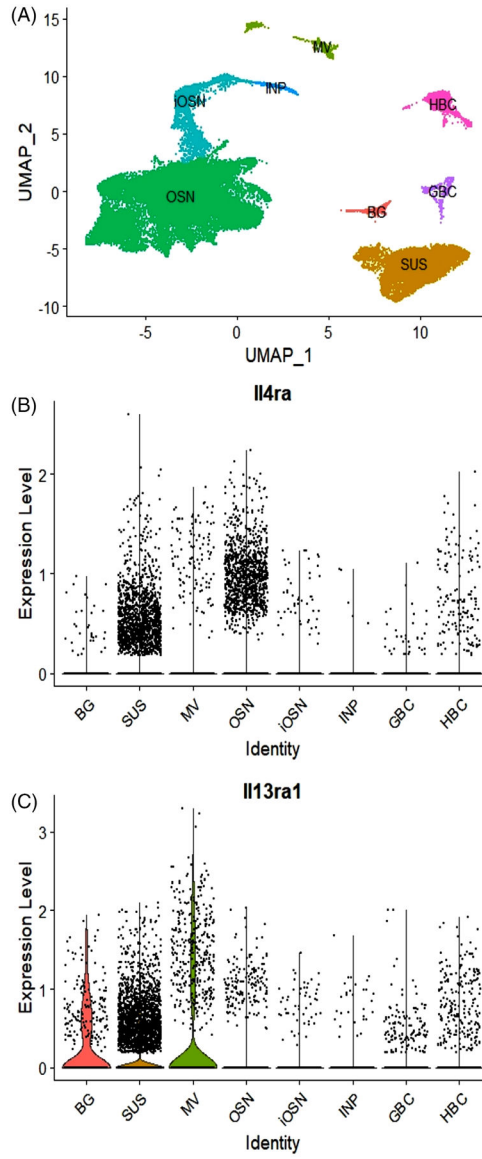 (A)
15
10
5
0
-5
-10
UMAP_2
MV
INP
iOSN
HBC
OSN
GBC
BG
SUS
-5 0 5 10
UMAP_1
(B)
Il4ra
Expression Level
2
1
0
BG SUS MV OSN iOSN INP GBC HBC
Identity
(C)
Il13ra1
Expression Level
3
2
1
0
BG SUS MV OSN iOSN INP GBC HBC
Identity